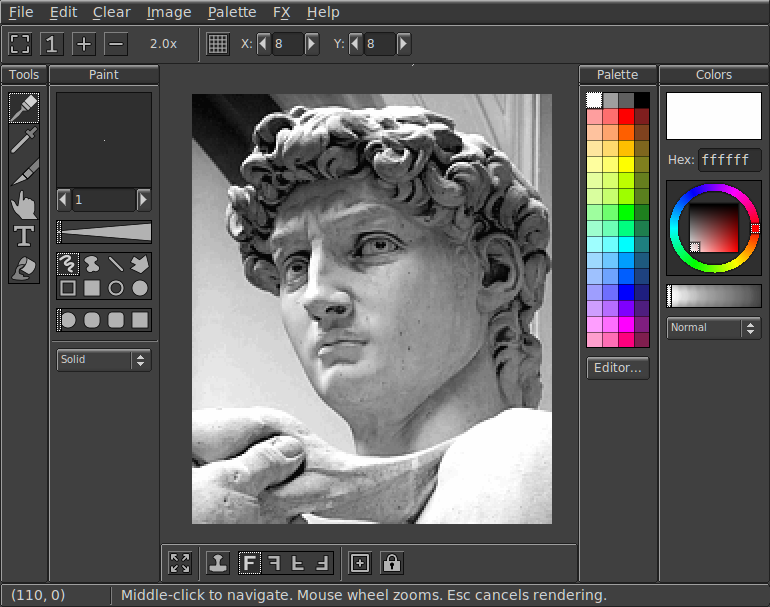 File Edit Clear Image Palette FX Help
1 2.0x X: 8 Y: 8
Tools Paint Palette Colors
1
Hex: ffffff
T
Normal
Solid
Editor...
F F F F
(110, 0) Middle-click to navigate. Mouse wheel zooms. Esc cancels rendering.